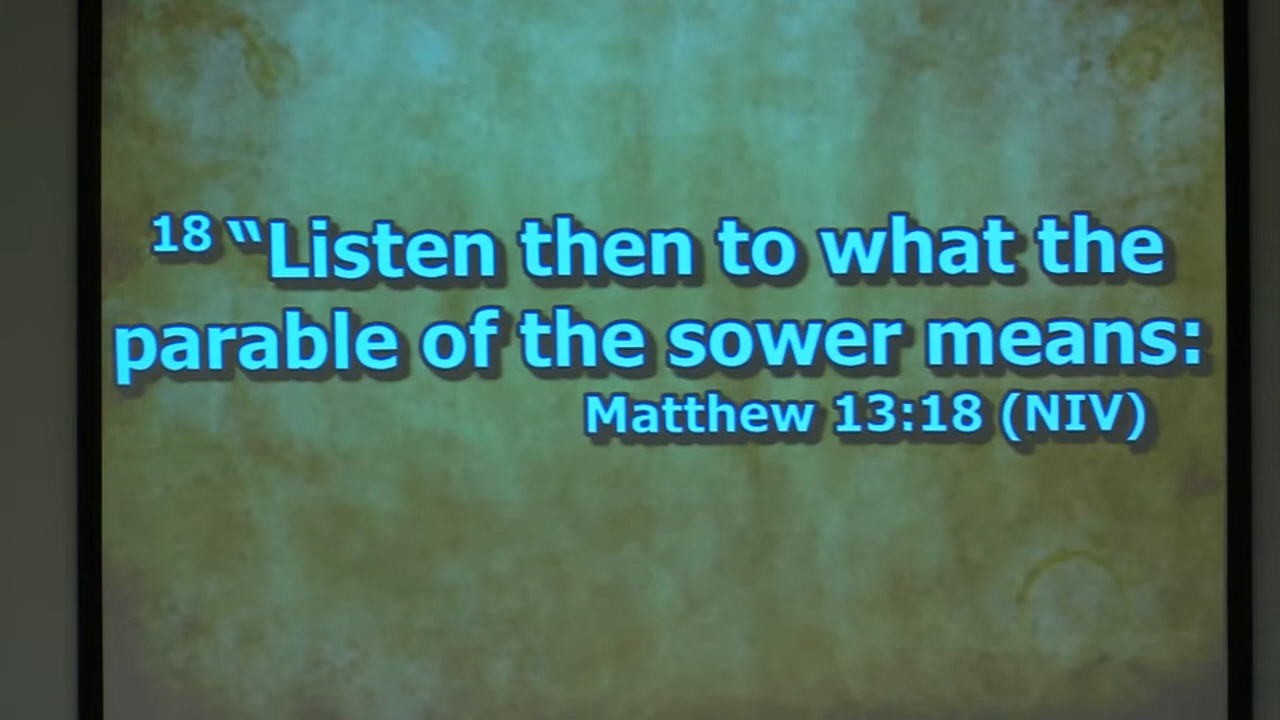 18 “Listen then to what the
parable of the sower means:
Matthew 13:18 (NIV)